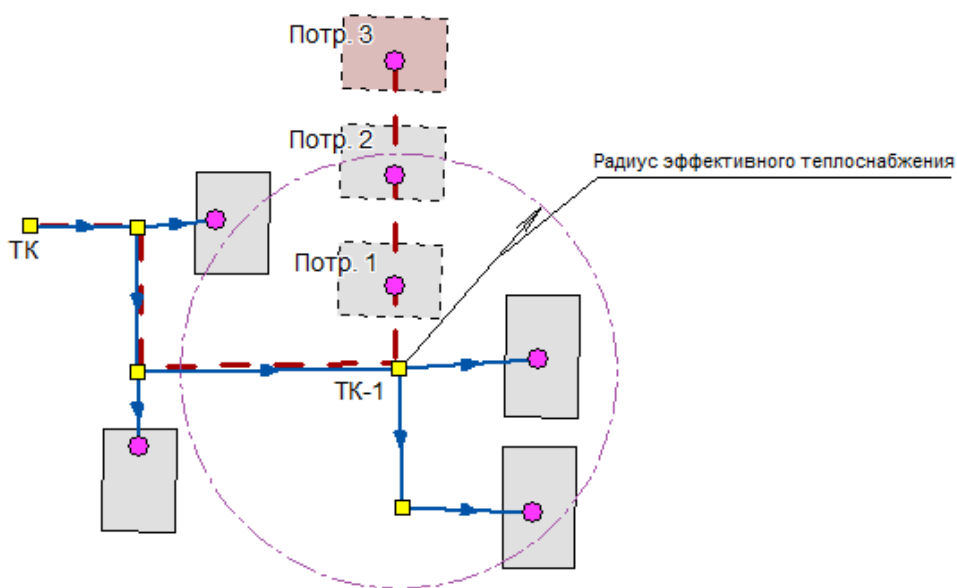 Потр. 3
Потр. 2
Радиус эффективного теплоснабжения
ТК
Потр. 1
ТК-1